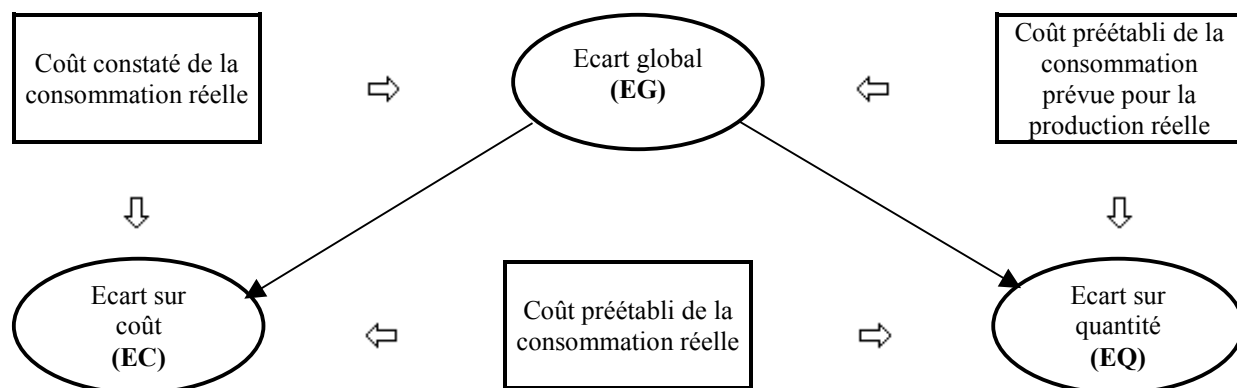 Coût constaté de la
consommation réelle
Ecart global
(EG)
Coût préétabli de la
consommation
prévue pour la
production réelle
Ecart sur
coût
(EC)
Coût préétabli de la
consommation réelle
Ecart sur
quantité
(EQ)